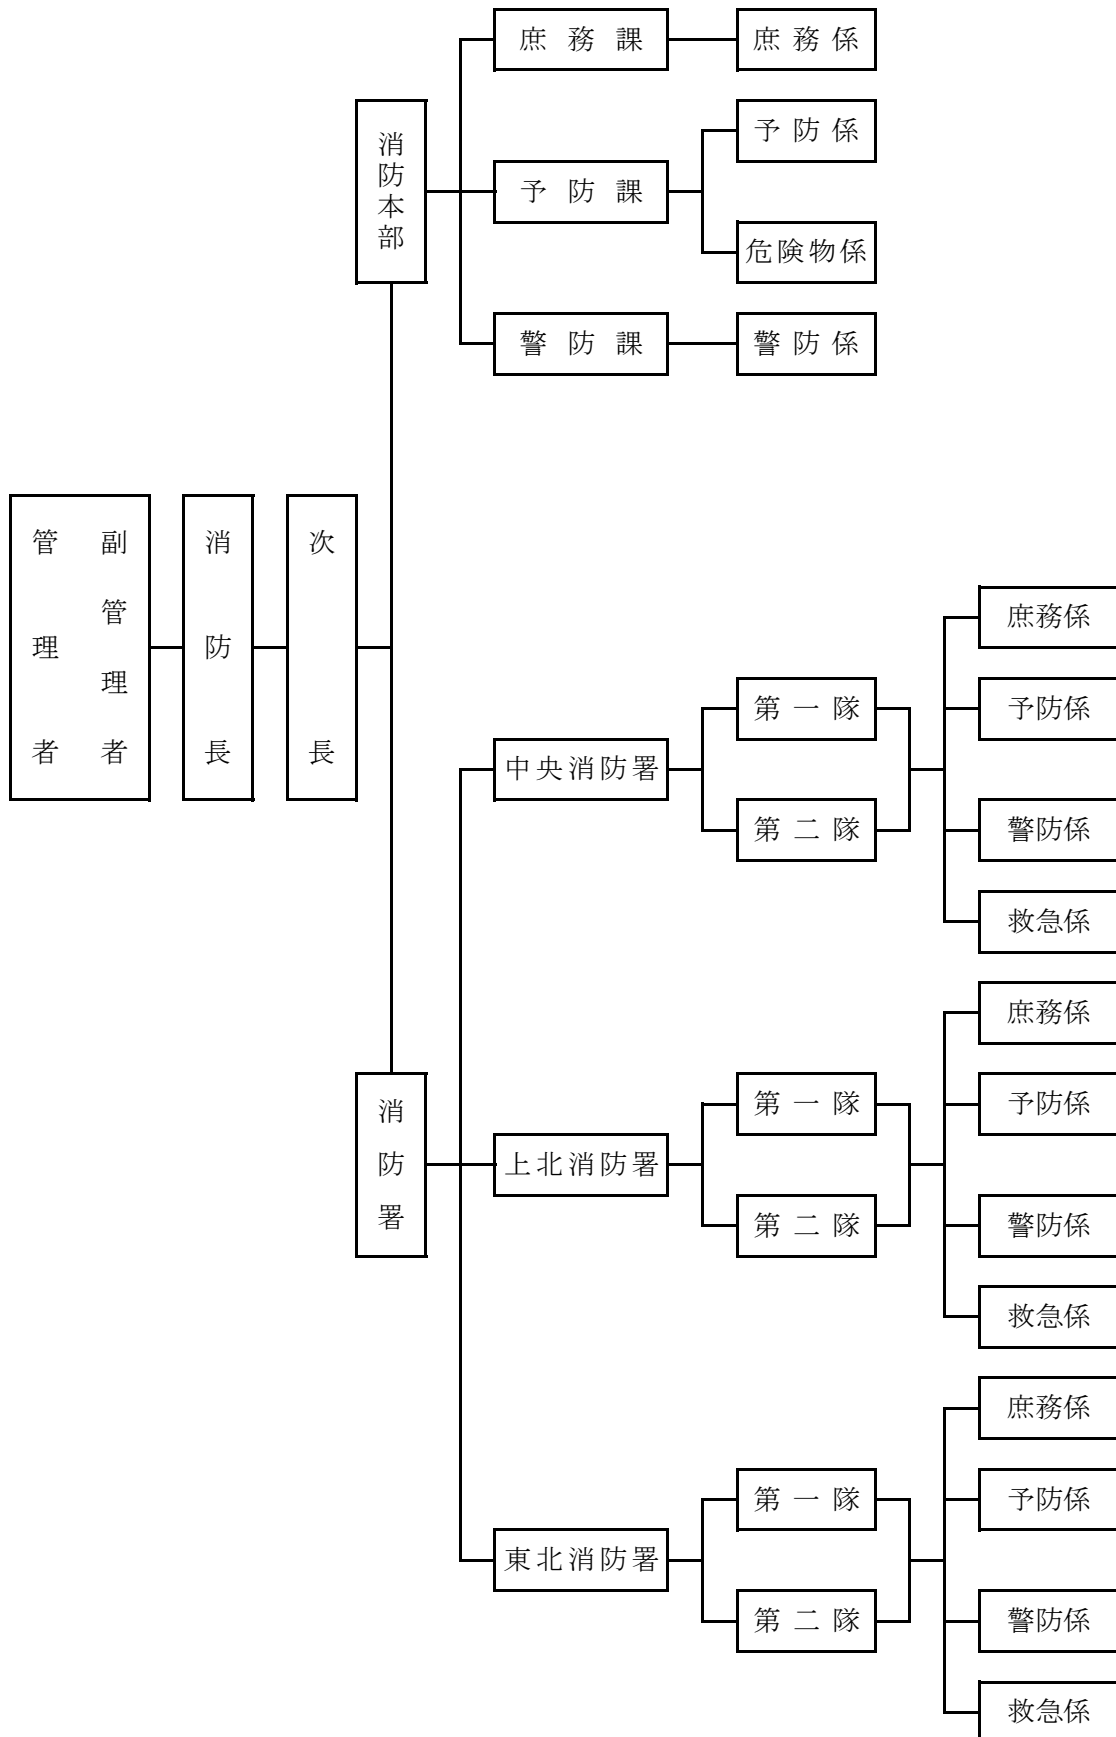 庶務課
庶務係
消防本部
予防課
予防係
危険物係
警防課
警防係
管理者
副管理者
消防長
次長
消防署
中央消防署
第一隊
第二隊
庶務係
予防係
警防係
救急係
上北消防署
第一隊
第二隊
庶務係
予防係
警防係
救急係
東北消防署
第一隊
第二隊
庶務係
予防係
警防係
救急係